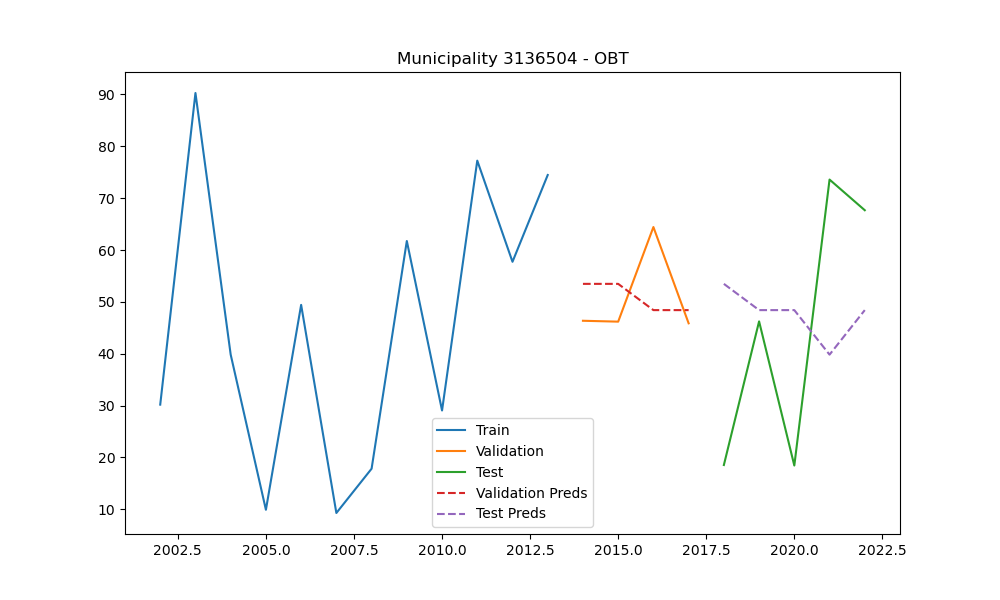 Municipality 3136504 - OBT
90
80
70
60
50
40
30
20
10
Train
Validation
Test
Validation Preds
Test Preds
2002.5 2005.0 2007.5 2010.0 2012.5 2015.0 2017.5 2020.0 2022.5